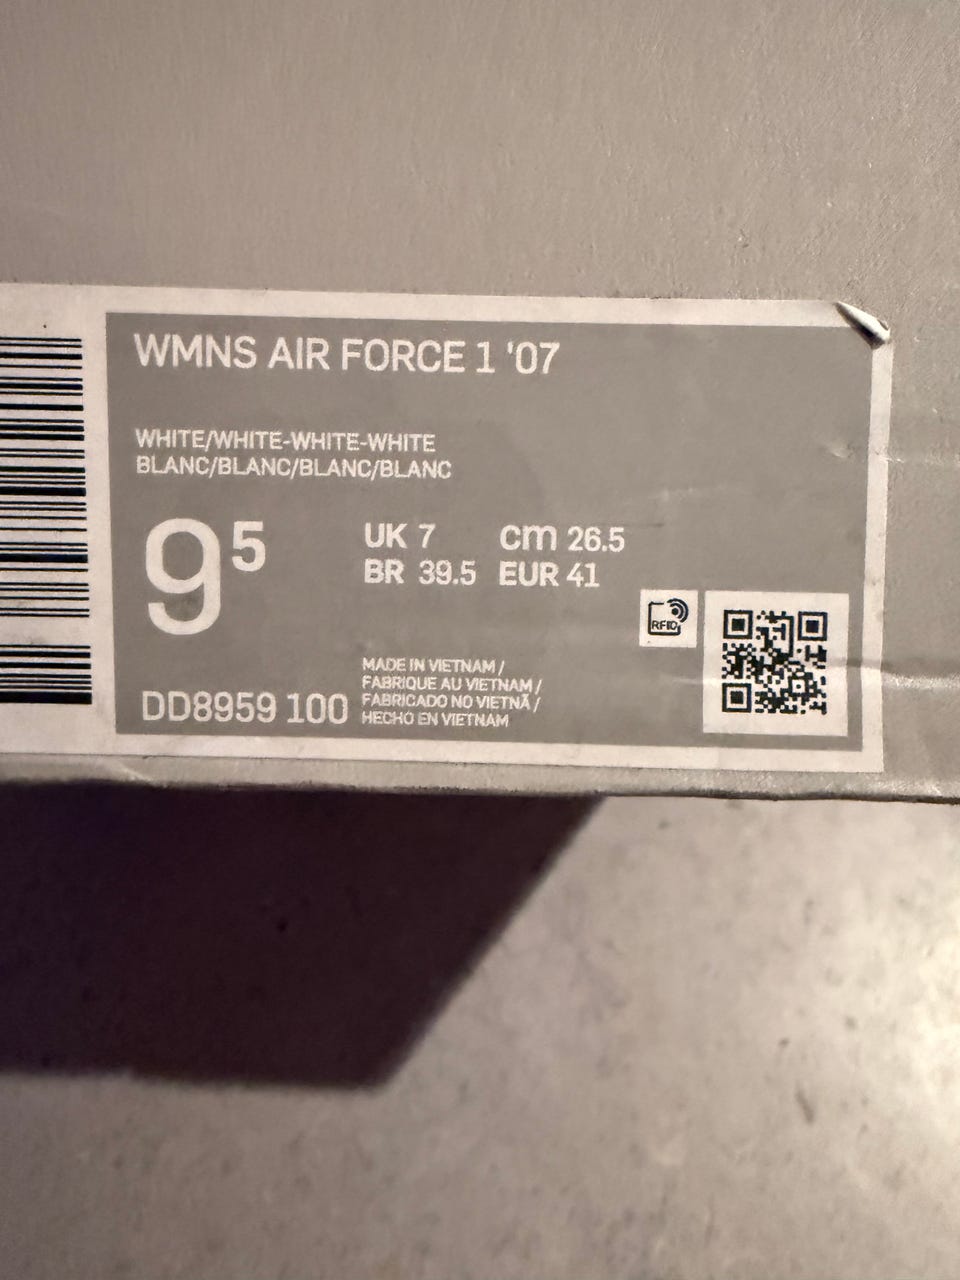 WMNS AIR FORCE 1 '07
WHITE/WHITE-WHITE-WHITE
BLANC/BLANC/BLANC/BLANC
9⁵
UK 7 cm 26.5
BR 39.5 EUR 41
RFID
MADE IN VIETNAM /
FABRIQUE AU VIETNAM /
FABRICADO NO VIETNÃ /
HECHO EN VIETNAM
DD8959 100